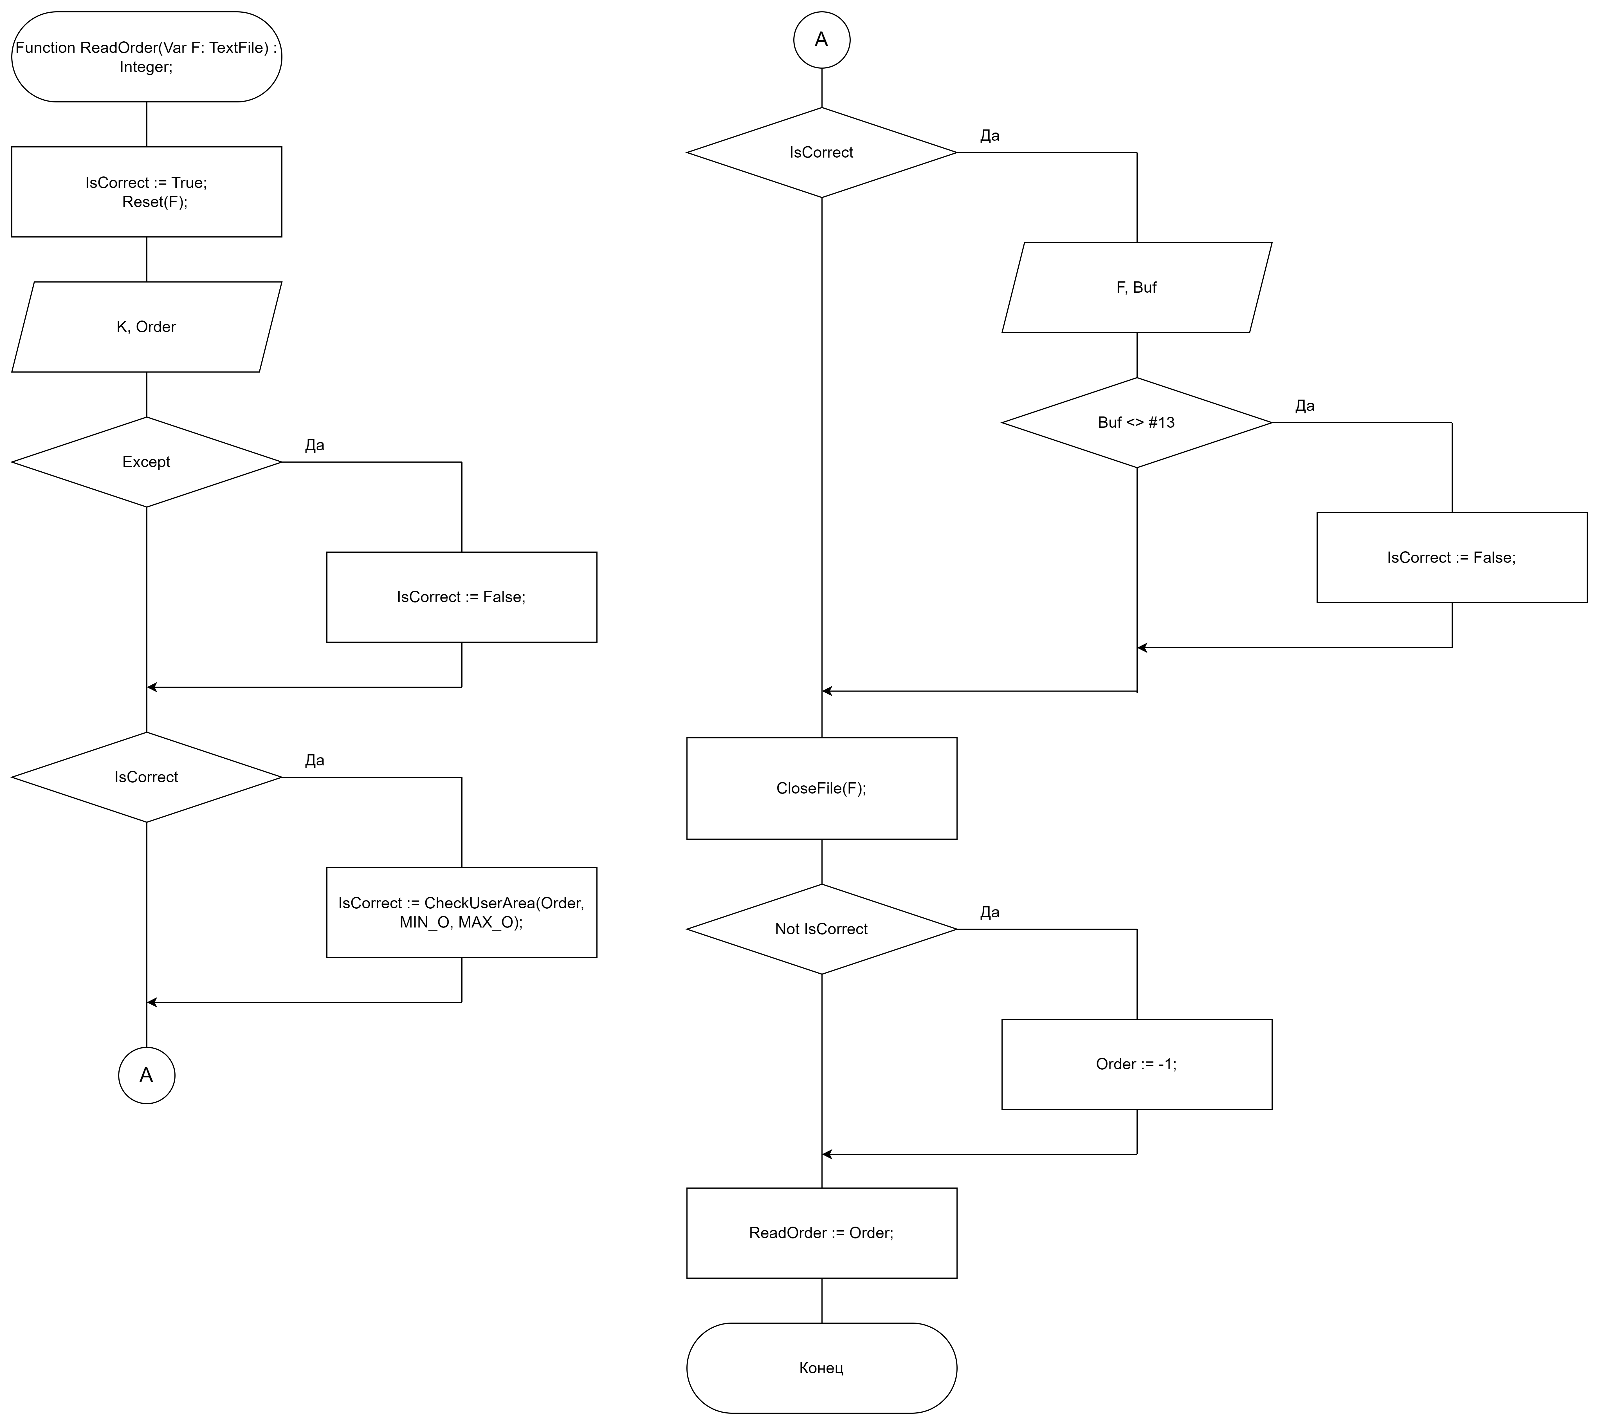 Function ReadOrder(Var F: TextFile) :
Integer;
IsCorrect := True;
Reset(F);
K, Order
Except
Да
IsCorrect := False;
IsCorrect
Да
IsCorrect := CheckUserArea(Order,
MIN_O, MAX_O);
A
A
IsCorrect
Да
F, Buf
Buf <> #13
Да
IsCorrect := False;
CloseFile(F);
Not IsCorrect
Да
Order := -1;
ReadOrder := Order;
Конец